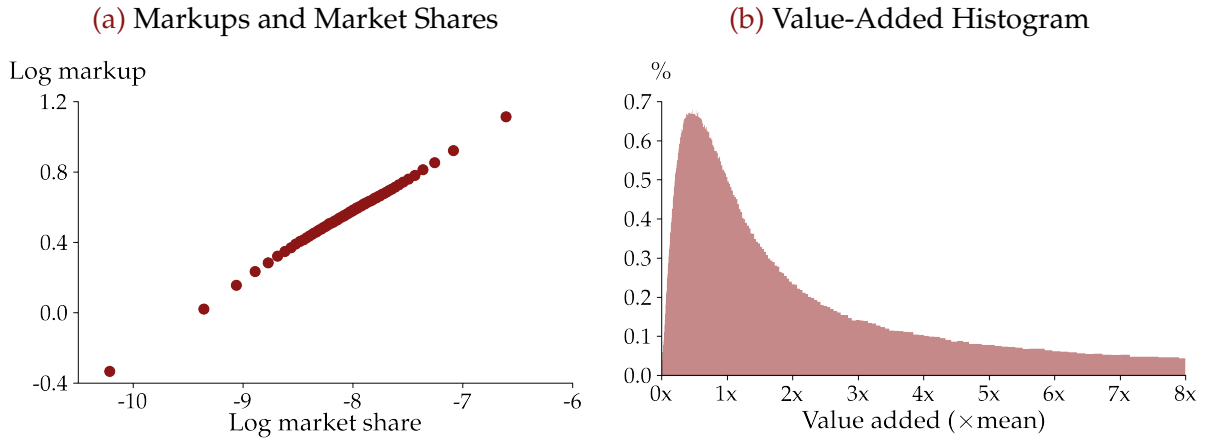 (a) Markups and Market Shares
Log markup
1.2
0.8
0.4
0.0
-0.4
-10
-9
-8
-7
-6
Log market share
(b) Value-Added Histogram
%
0.7
0.6
0.5
0.4
0.3
0.2
0.1
0.0
0x
1x
2x
3x
4x
5x
6x
7x
8x
Value added (×mean)